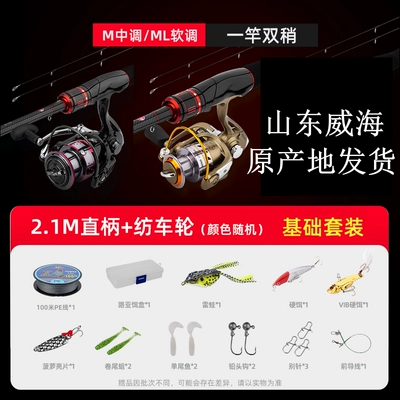 M中调/ML软调 一竿双稍
山东威海
原产地发货
2.1M直柄+纺车轮（颜色随机） 基础套装
100米PE线*1 路亚饵盒*1 雷蛙*1 硬饵*1 VIB硬饵*1
菠萝亮片*1 卷尾蛆*2 单尾鱼*2 铅头钩*2 别针*3 前导线*1
赠品因批次不同，可能会存在差异，请以实物为准